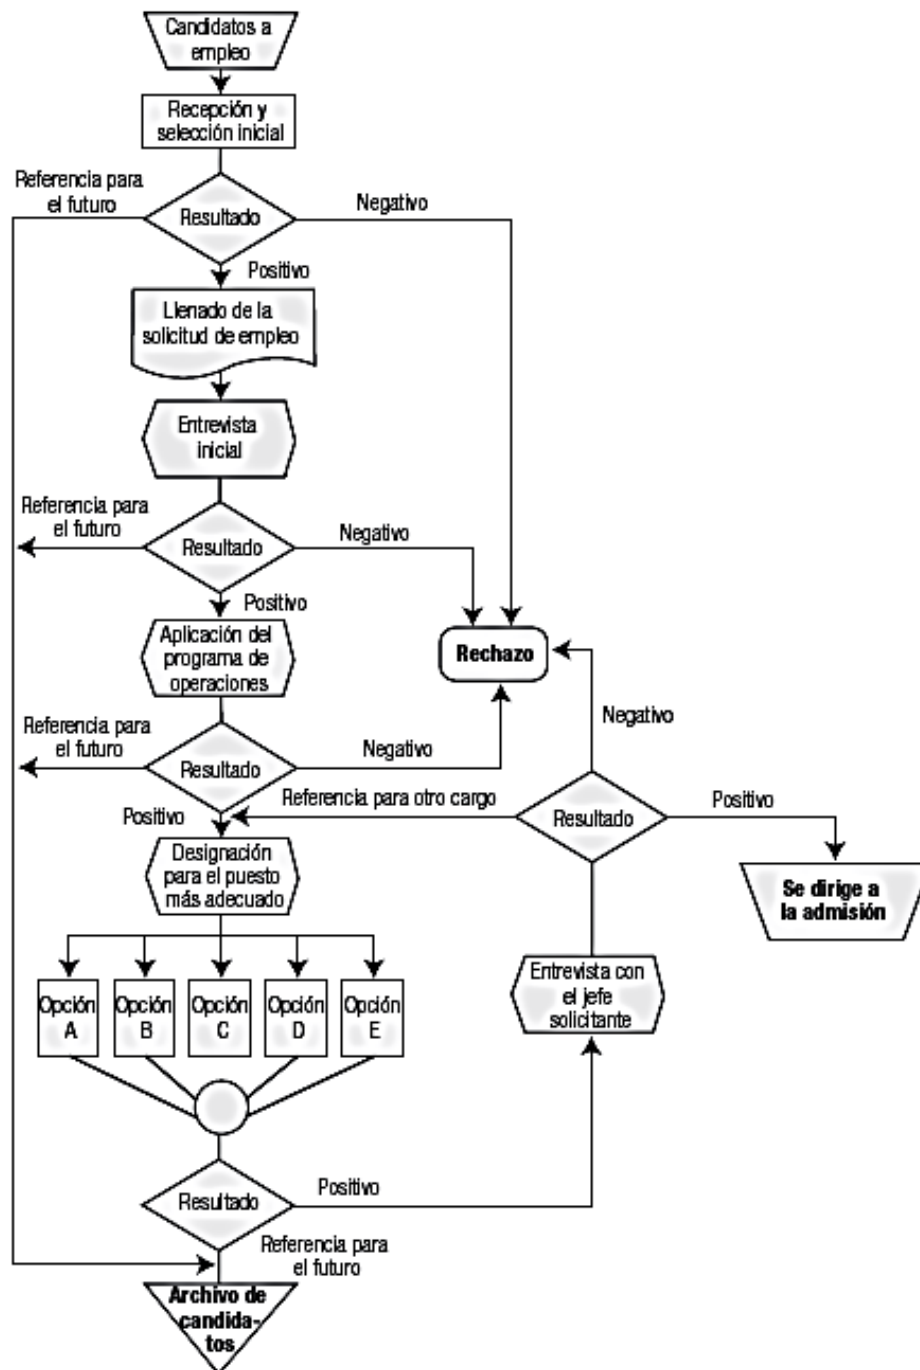 Candidatos a
empleo
Recepción y
selección inicial
Referencia para
el futuro
Resultado
Negativo
Positivo
Llenado de la
solicitud de empleo
Entrevista
inicial
Referencia para
el futuro
Resultado
Negativo
Positivo
Aplicación del
programa de
operaciones
Rechazo
Referencia para
el futuro
Resultado
Negativo
Negativo
Referencia para otro cargo
Positivo
Resultado
Positivo
Designación
para el puesto
más adecuado
Se dirige a
la admisión
Opción
A
Opción
B
Opción
C
Opción
D
Opción
E
Entrevista con
el jefe
solicitante
Resultado
Positivo
Referencia para
el futuro
Archivo de
candida-
tos